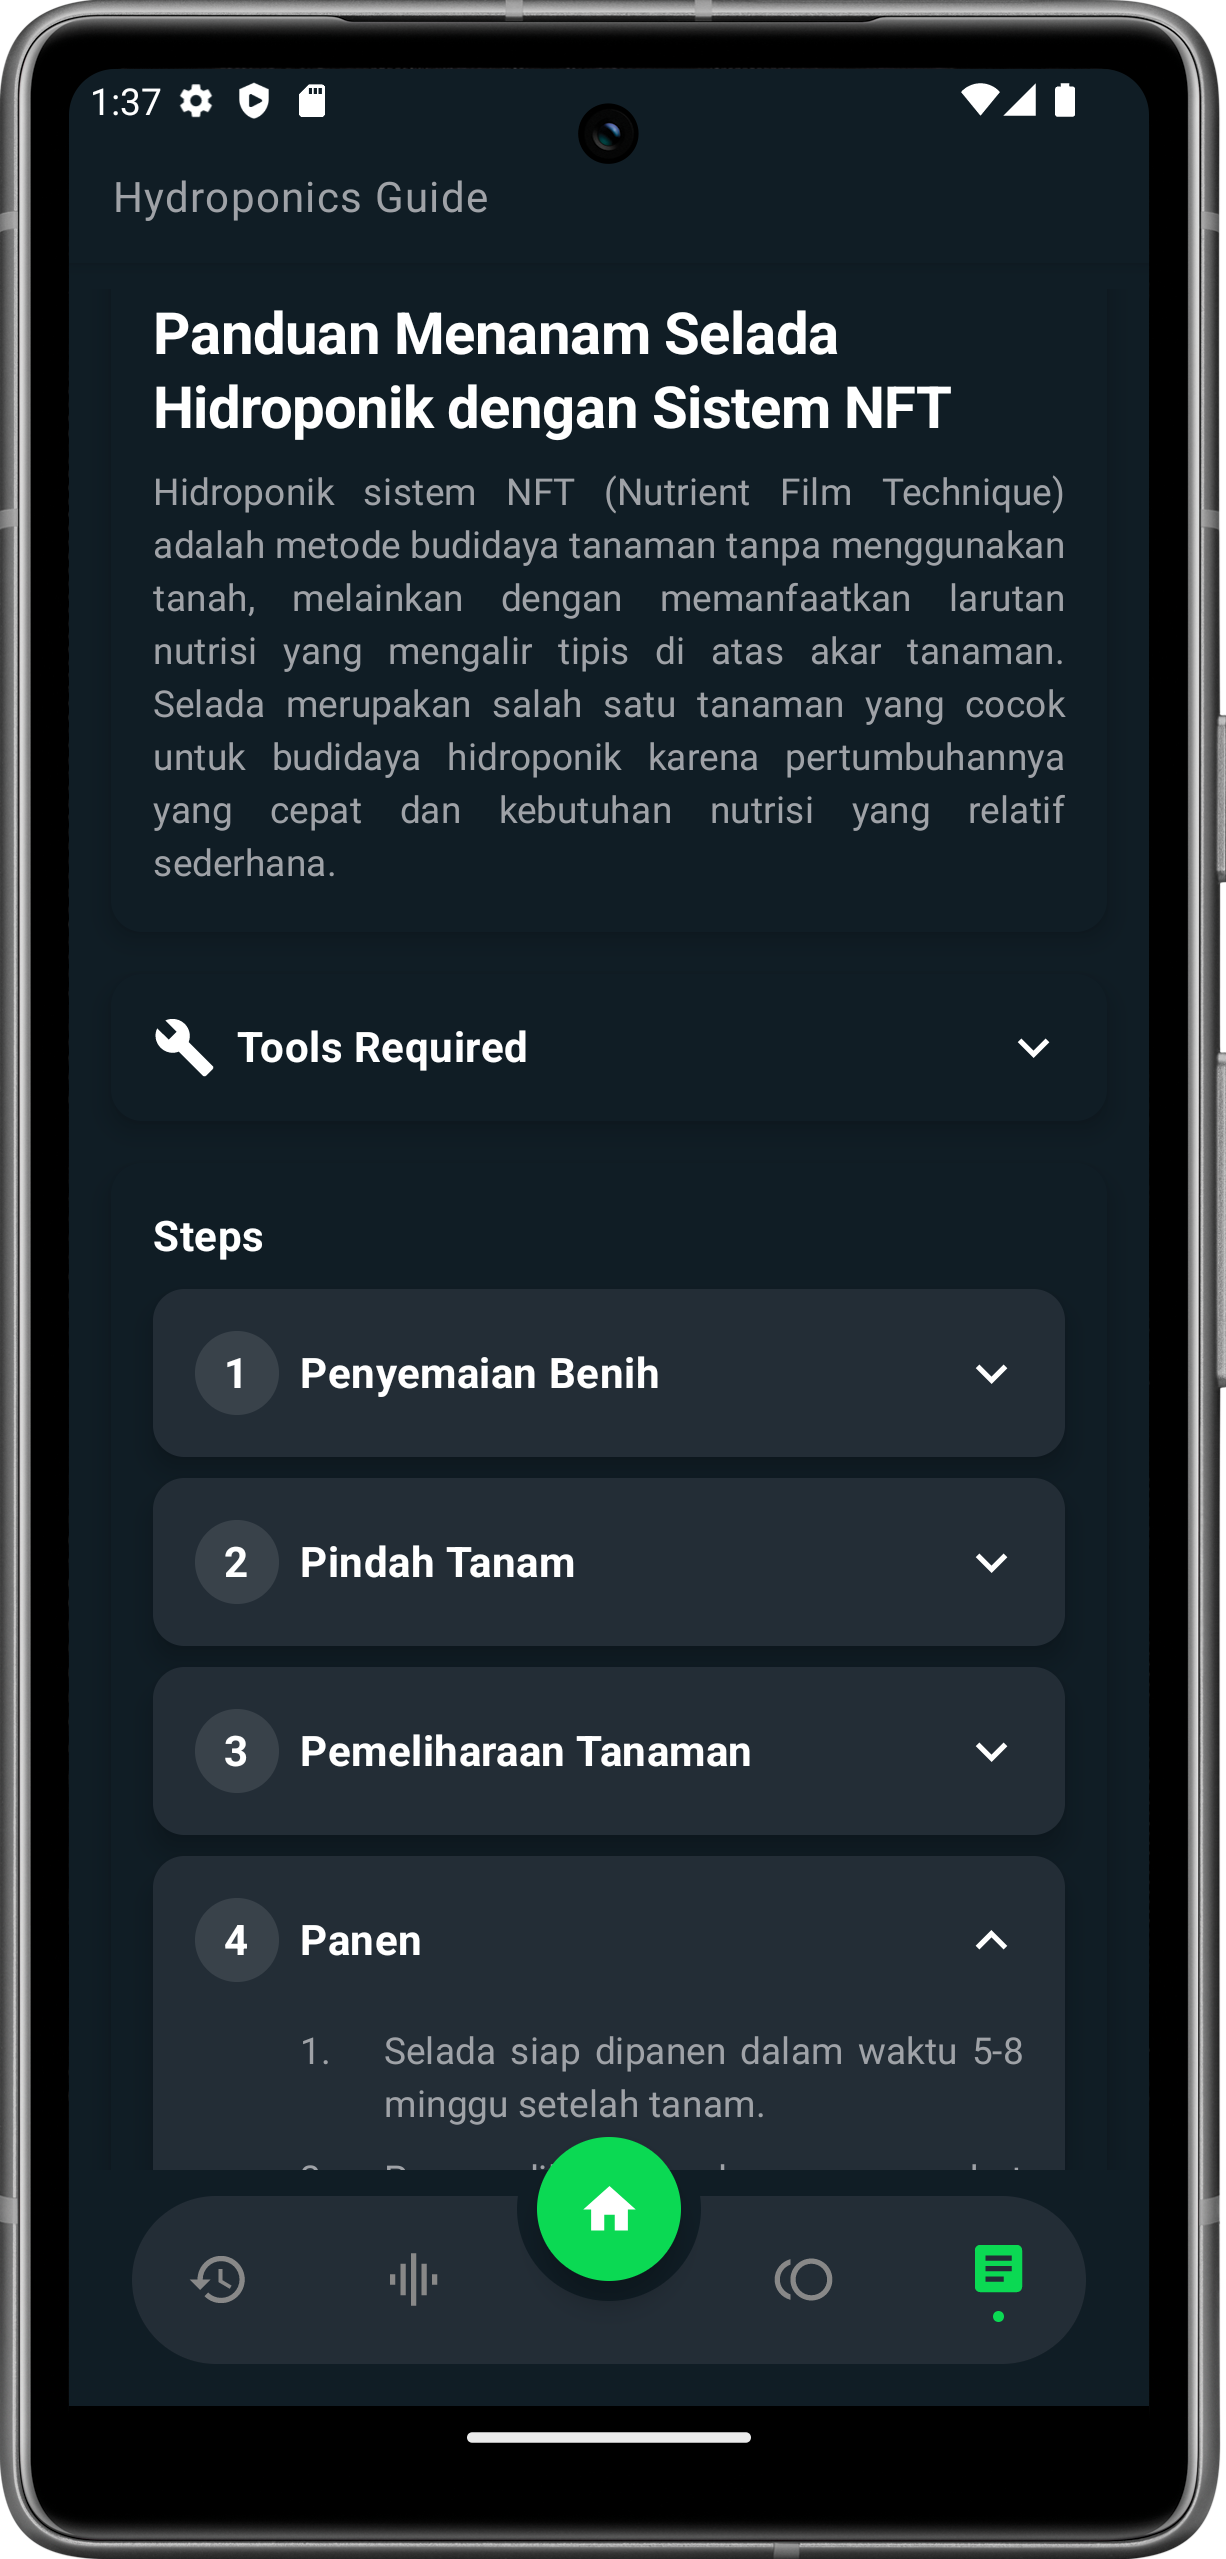 1:37
Hydroponics Guide
Panduan Menanam Selada
Hidroponik dengan Sistem NFT
Hidroponik sistem NFT (Nutrient Film Technique)
adalah metode budidaya tanaman tanpa menggunakan
tanah, melainkan dengan memanfaatkan larutan
nutrisi yang mengalir tipis di atas akar tanaman.
Selada merupakan salah satu tanaman yang cocok
untuk budidaya hidroponik karena pertumbuhannya
yang cepat dan kebutuhan nutrisi yang relatif
sederhana.
Tools Required
Steps
1 Penyemaian Benih
2 Pindah Tanam
3 Pemeliharaan Tanaman
4 Panen
1. Selada siap dipanen dalam waktu 5-8
minggu setelah tanam.